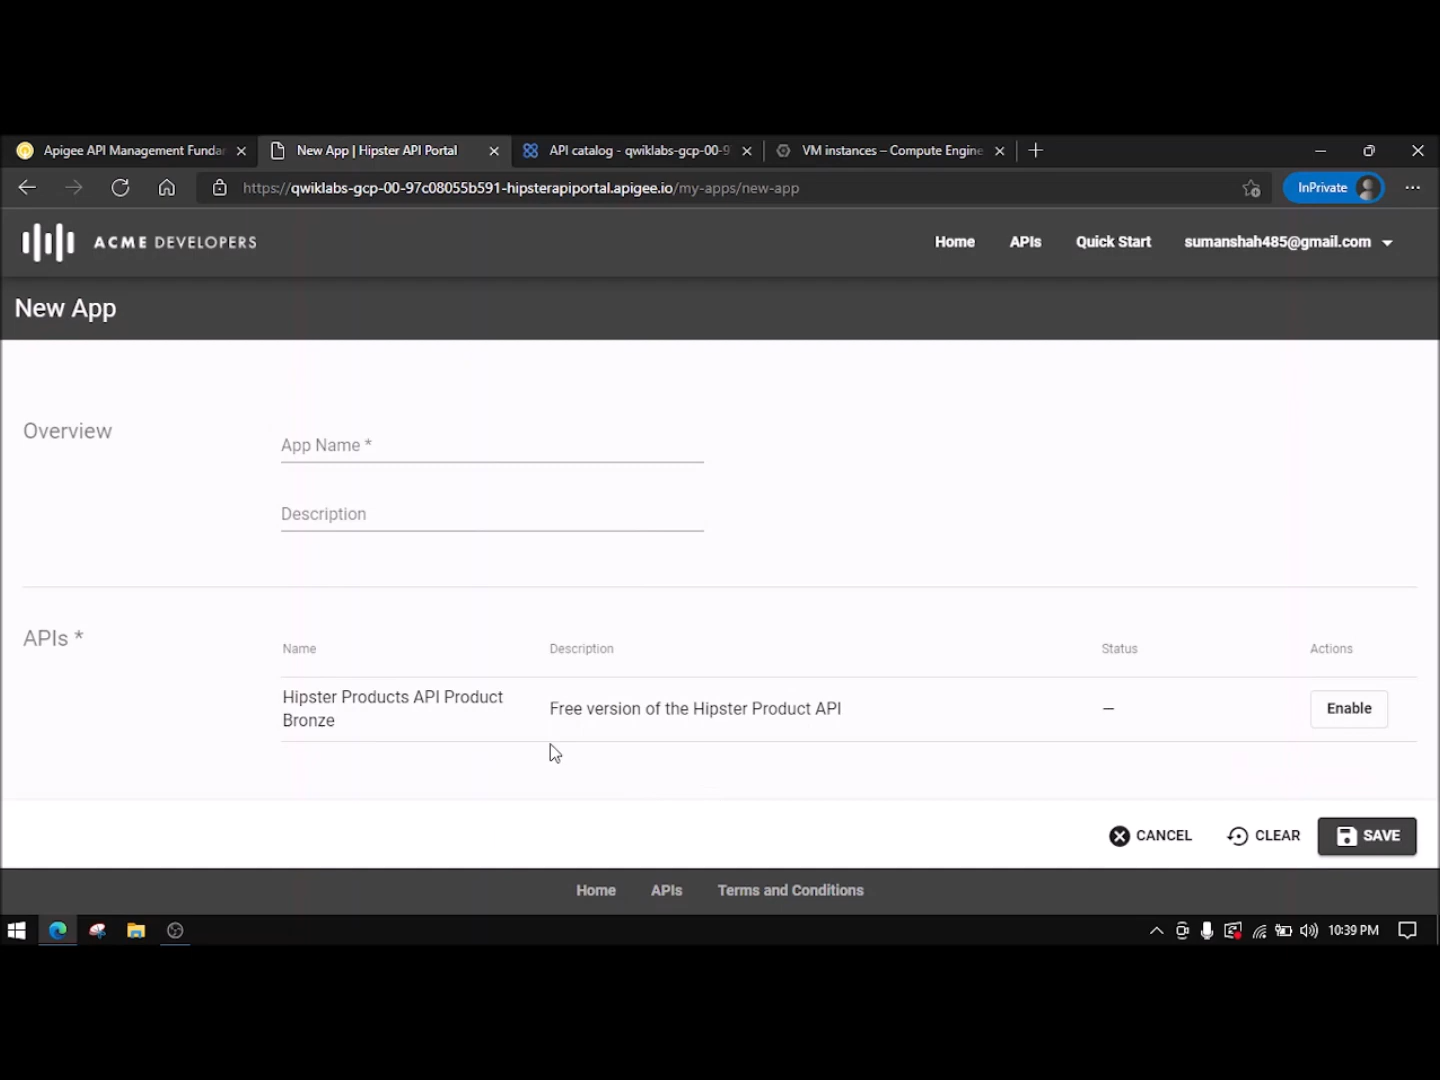 Apigee API Management Funda
New App | Hipster API Portal
API catalog - qwiklabs-gcp-00-9
VM instances – Compute Engine
https://qwiklabs-gcp-00-97c08055b591-hipsterapiportal.apigee.io/my-apps/new-app
InPrivate
ACME DEVELOPERS
Home
APIs
Quick Start
sumanshah485@gmail.com
New App
Overview
App Name *
Description
APIs *
Name
Description
Status
Actions
Hipster Products API Product
Bronze
Free version of the Hipster Product API
–
Enable
CANCEL
CLEAR
SAVE
Home
APIs
Terms and Conditions
10:39 PM